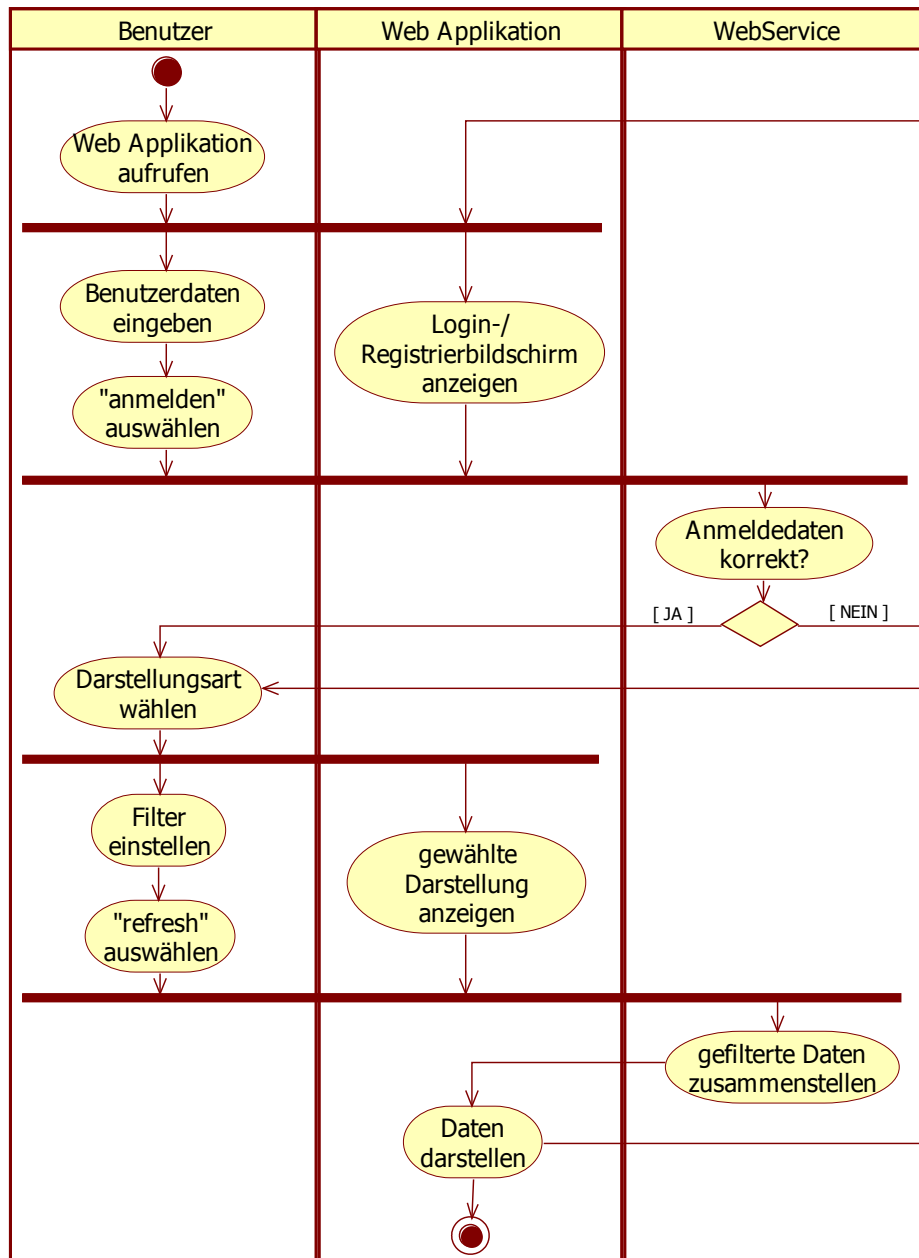 Benutzer
Web Applikation
WebService
Web Applikation
aufrufen
Benutzerdaten
eingeben
Login-/
Registrierbildschirm
anzeigen
"anmelden"
auswählen
Anmeldedaten
korrekt?
[ JA ]
[ NEIN ]
Darstellungsart
wählen
Filter
einstellen
gewählte
Darstellung
anzeigen
"refresh"
auswählen
gefilterte Daten
zusammenstellen
Daten
darstellen